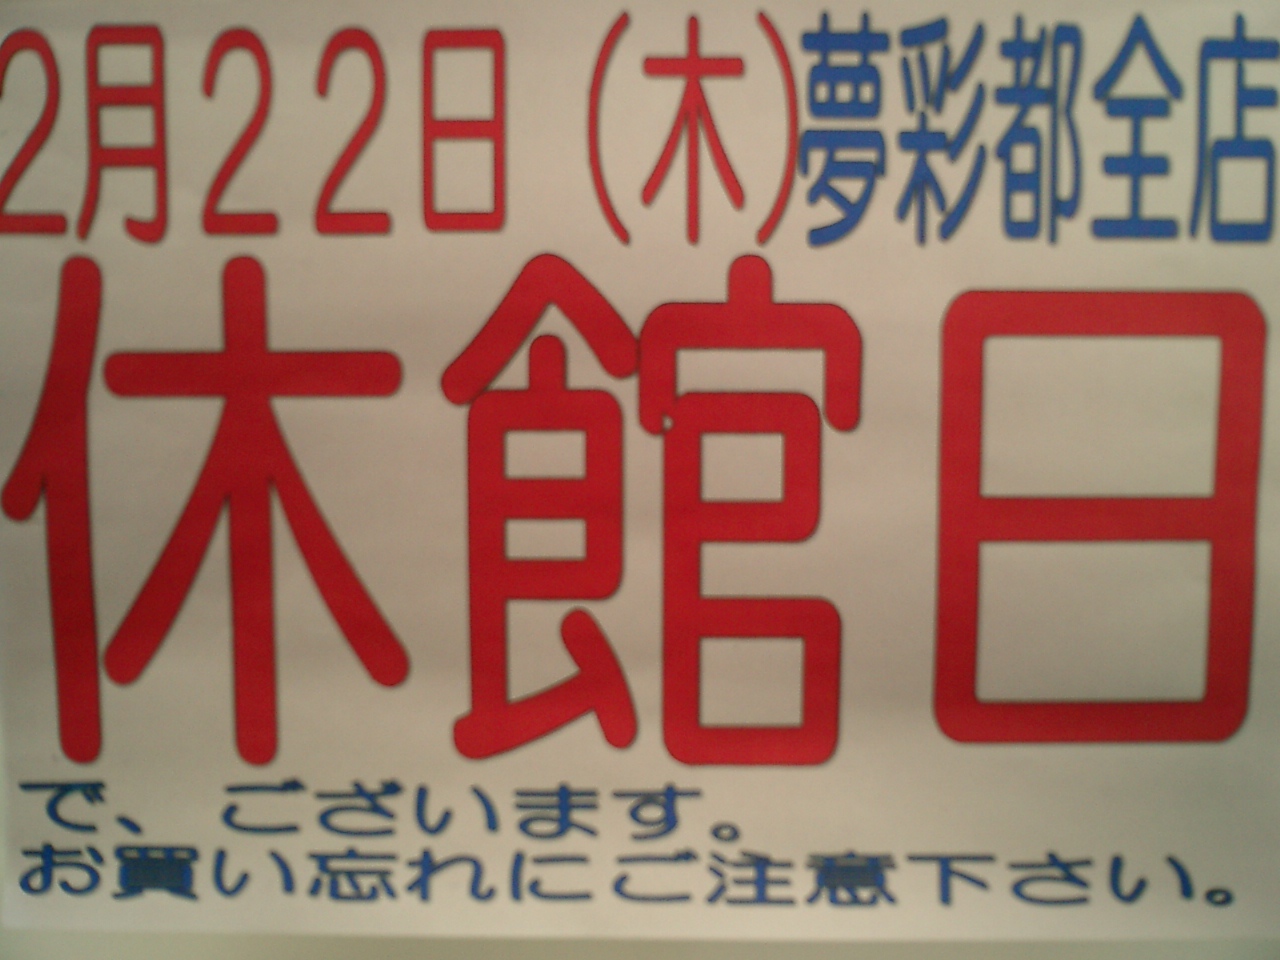 ２月２２日（木）夢彩都全店
休館日
で、ございます。
お買い忘れにご注意下さい。